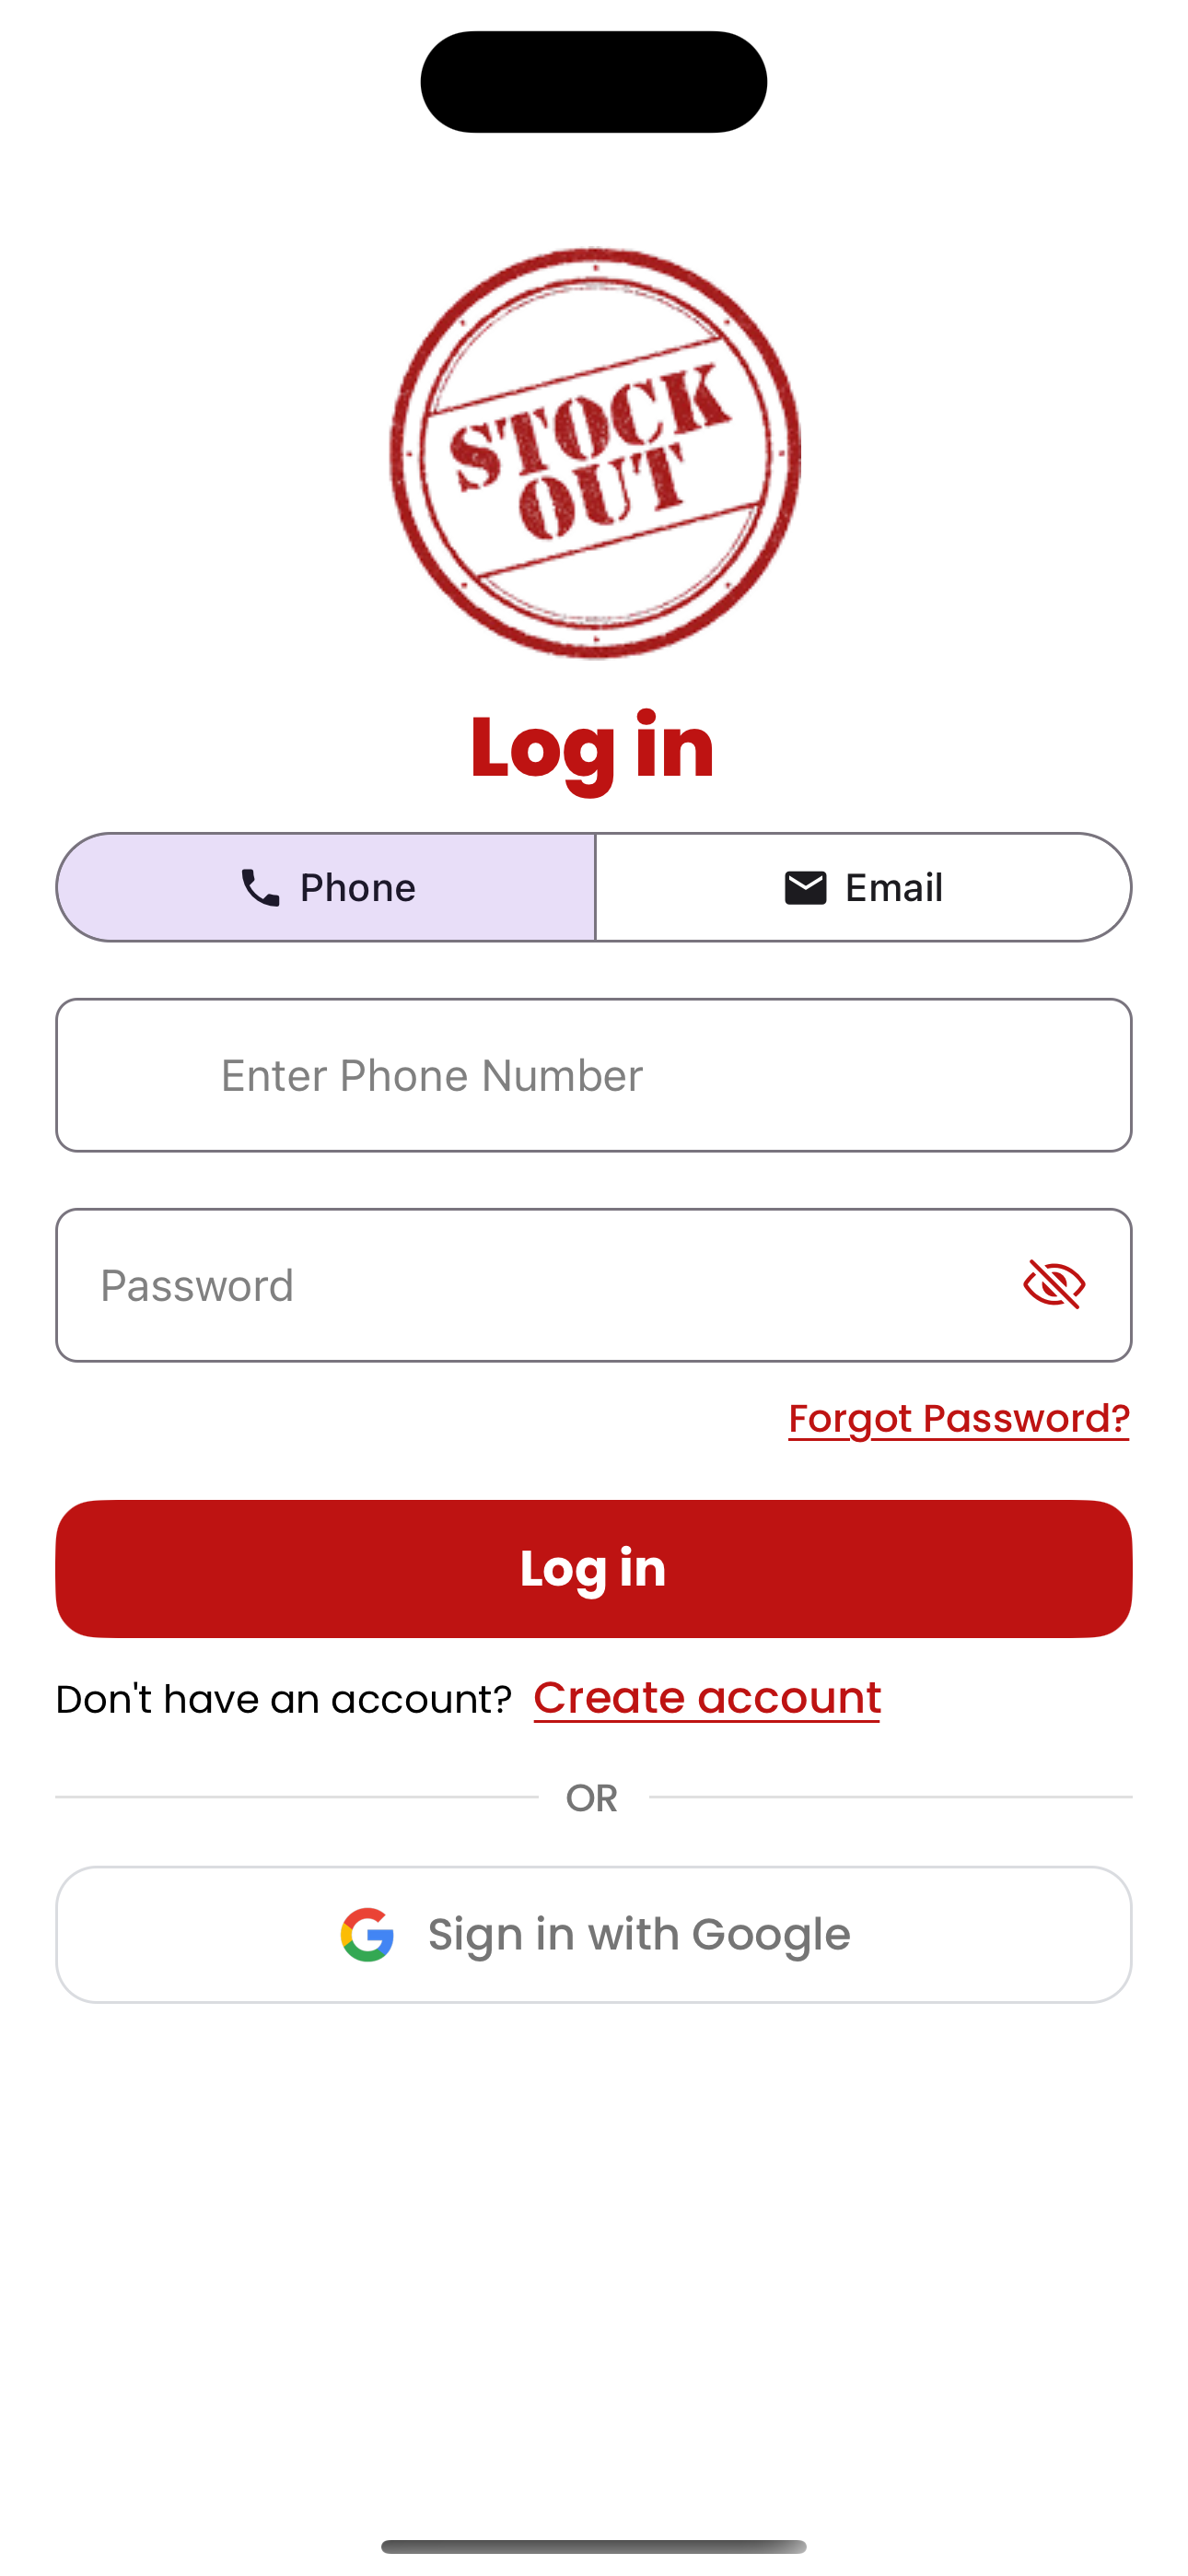 STOCK
OUT
Log in
Phone
Email
Enter Phone Number
Password
Forgot Password?
Log in
Don't have an account? Create account
OR
Sign in with Google